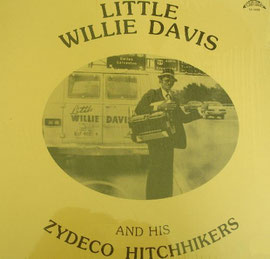 LITTLE
WILLIE DAVIS
Little
WILLIE DAVIS
AND HIS
ZYDECO HITCHHIKERS